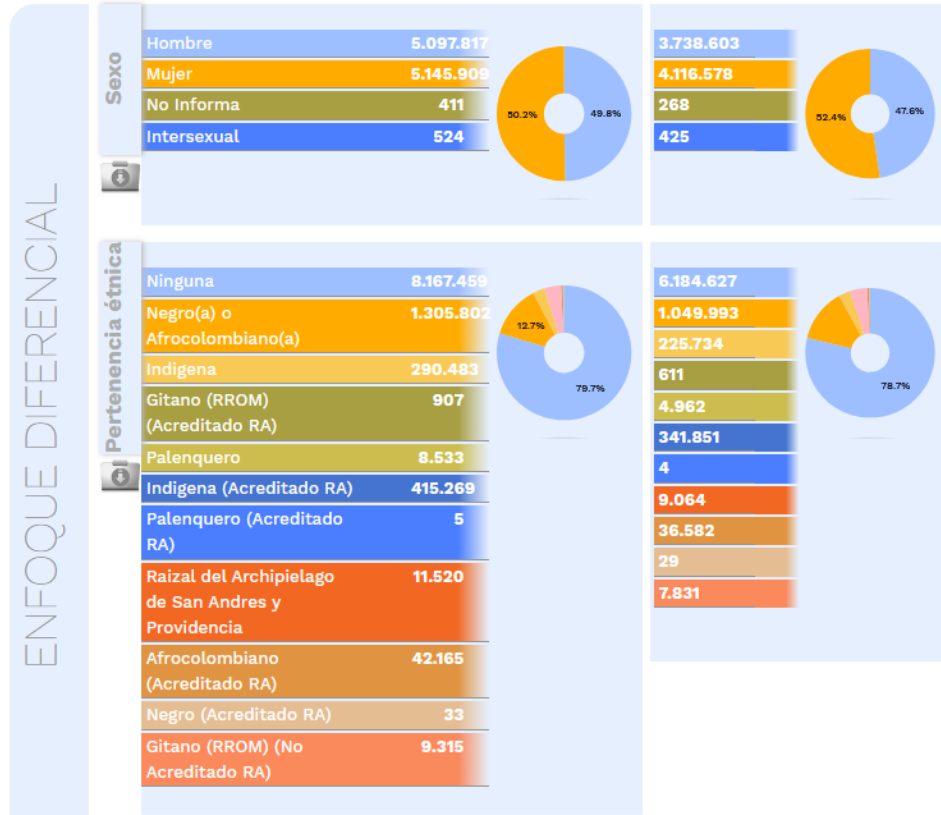 ENFOQUE DIFERENCIAL
Sexo
Hombre 5.097.817
Mujer 5.145.909
No Informa 411
Intersexual 524
50.2% 49.8%
3.738.603
4.116.578
268
425
52.4% 47.6%
Pertenencia étnica
Ninguna 8.167.459
Negro(a) o 1.305.802
Afrocolombiano(a)
Indigena 290.483
Gitano (RROM) 907
(Acreditado RA)
Palenquero 8.533
Indigena (Acreditado RA) 415.269
Palenquero (Acreditado 5
RA)
Raizal del Archipielago 11.520
de San Andres y
Providencia
Afrocolombiano 42.165
(Acreditado RA)
Negro (Acreditado RA) 33
Gitano (RROM) (No 9.315
Acreditado RA)
12.7%
79.7%
6.184.627
1.049.993
225.734
611
4.962
341.851
4
9.064
36.582
29
7.831
78.7%